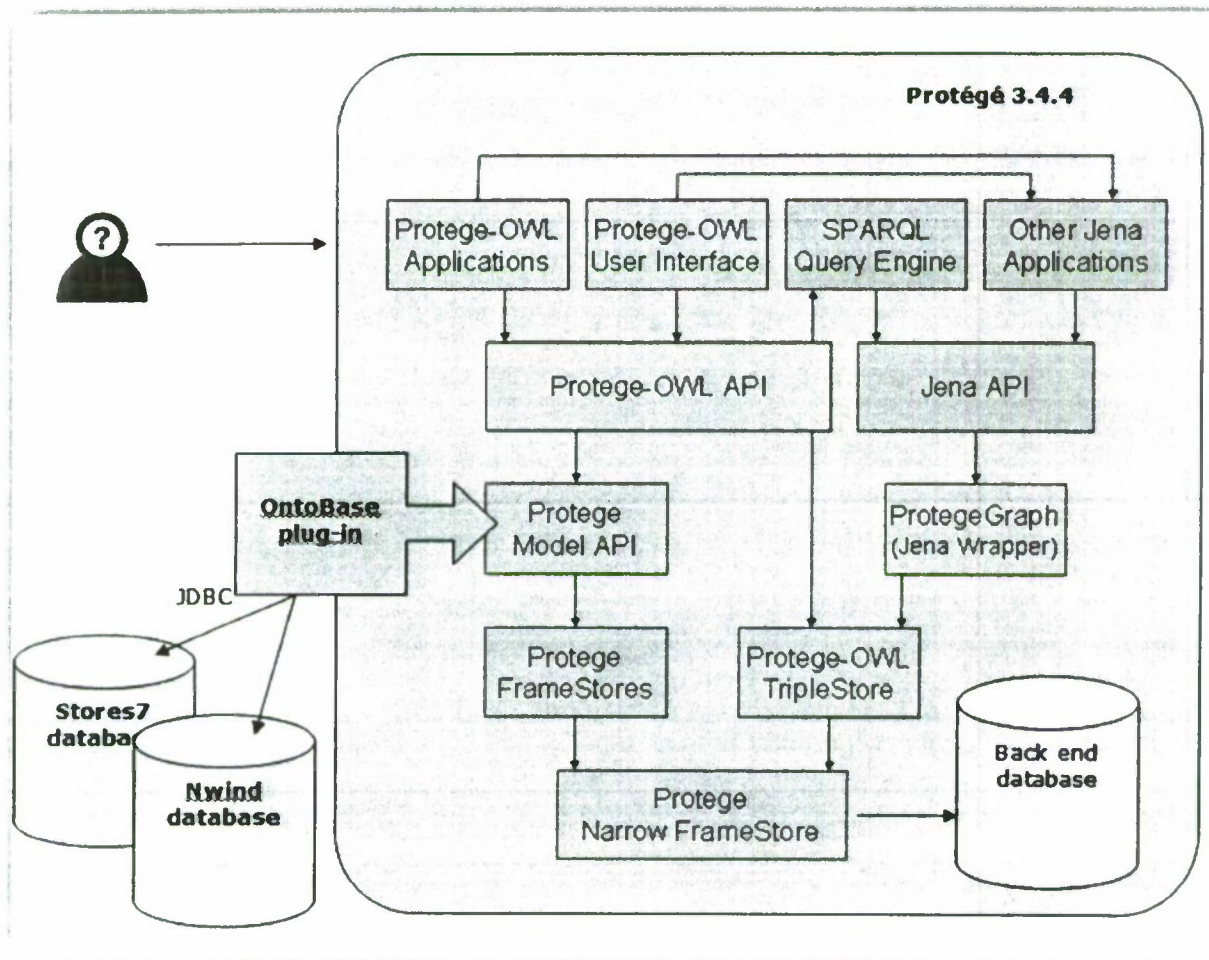 Protégé 3.4.4
?
Protege-OWL
Applications
Protege-OWL
User Interface
SPARQL
Query Engine
Other Jena
Applications
Protege-OWL API
Jena API
OntoBase
plug-in
Protege
Model API
ProtegeGraph
(Jena Wrapper)
JDBC
Protege
FrameStores
Protege-OWL
TripleStore
Stores7
databas
Nwind
database
Back end
database
Protege
Narrow FrameStore